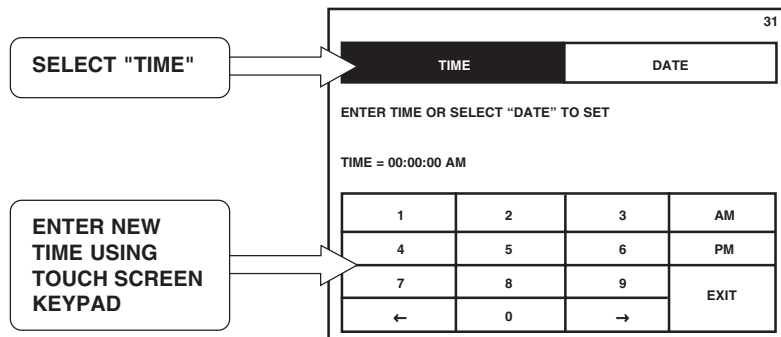 31
SELECT "TIME"
TIME DATE
ENTER TIME OR SELECT “DATE” TO SET
TIME = 00:00:00 AM
ENTER NEW
TIME USING
TOUCH SCREEN
KEYPAD
1 2 3 AM
4 5 6 PM
7 8 9 EXIT
← 0 →